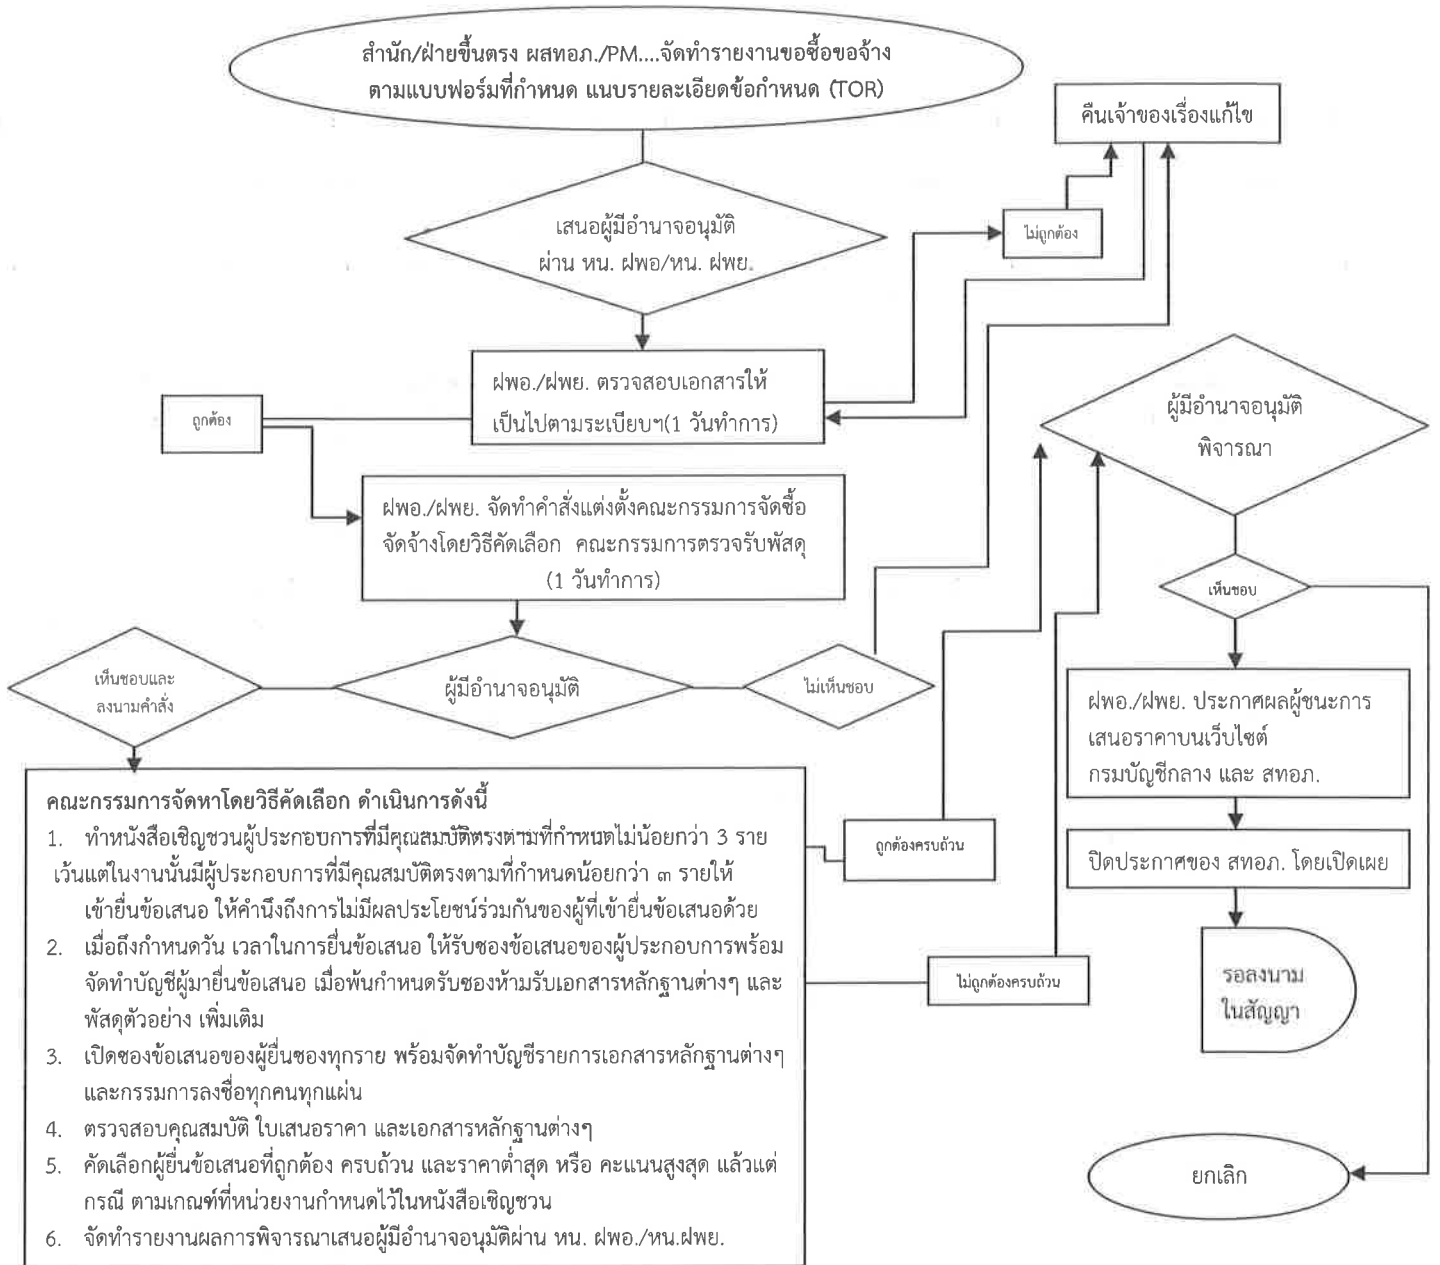 สำนัก/ฝ่ายขึ้นตรง ผสทอภ./PM....จัดทำรายงานขอซื้อขอจ้าง
ตามแบบฟอร์มที่กำหนด แนบรายละเอียดข้อกำหนด (TOR)
คืนเจ้าของเรื่องแก้ไข
เสนอผู้มีอำนาจอนุมัติ
ผ่าน หน. ฝพอ/หน. ฝพย.
ไม่ถูกต้อง
ฝพอ./ฝพย. ตรวจสอบเอกสารให้
เป็นไปตามระเบียบฯ(1 วันทำการ)
ถูกต้อง
ผู้มีอำนาจอนุมัติ
พิจารณา
ฝพอ./ฝพย. จัดทำคำสั่งแต่งตั้งคณะกรรมการจัดซื้อ
จัดจ้างโดยวิธีคัดเลือก คณะกรรมการตรวจรับพัสดุ
(1 วันทำการ)
เห็นชอบ
เห็นชอบและ
ลงนามคำสั่ง
ผู้มีอำนาจอนุมัติ
ไม่เห็นชอบ
ฝพอ./ฝพย. ประกาศผลผู้ชนะการ
เสนอราคาบนเว็บไซต์
กรมบัญชีกลาง และ สทอภ.
คณะกรรมการจัดหาโดยวิธีคัดเลือก ดำเนินการดังนี้
1. ทำหนังสือเชิญชวนผู้ประกอบการที่มีคุณสมบัติตรงตามที่กำหนดไม่น้อยกว่า 3 ราย
เว้นแต่ในงานนั้นมีผู้ประกอบการที่มีคุณสมบัติตรงตามที่กำหนดน้อยกว่า ๓ รายให้
เข้ายื่นข้อเสนอ ให้คำนึงถึงการไม่มีผลประโยชน์ร่วมกันของผู้ที่เข้ายื่นข้อเสนอด้วย
2. เมื่อถึงกำหนดวัน เวลาในการยื่นข้อเสนอ ให้รับซองข้อเสนอของผู้ประกอบการพร้อม
จัดทำบัญชีผู้มายื่นข้อเสนอ เมื่อพ้นกำหนดรับซองห้ามรับเอกสารหลักฐานต่างๆ และ
พัสดุตัวอย่าง เพิ่มเติม
3. เปิดซองข้อเสนอของผู้ยื่นซองทุกราย พร้อมจัดทำบัญชีรายการเอกสารหลักฐานต่างๆ
และกรรมการลงชื่อทุกคนทุกแผ่น
4. ตรวจสอบคุณสมบัติ ใบเสนอราคา และเอกสารหลักฐานต่างๆ
5. คัดเลือกผู้ยื่นข้อเสนอที่ถูกต้อง ครบถ้วน และราคาต่ำสุด หรือ คะแนนสูงสุด แล้วแต่
กรณี ตามเกณฑ์ที่หน่วยงานกำหนดไว้ในหนังสือเชิญชวน
6. จัดทำรายงานผลการพิจารณาเสนอผู้มีอำนาจอนุมัติผ่าน หน. ฝพอ./หน.ฝพย.
ถูกต้องครบถ้วน
ไม่ถูกต้องครบถ้วน
ปิดประกาศของ สทอภ. โดยเปิดเผย
รอลงนาม
ในสัญญา
ยกเลิก